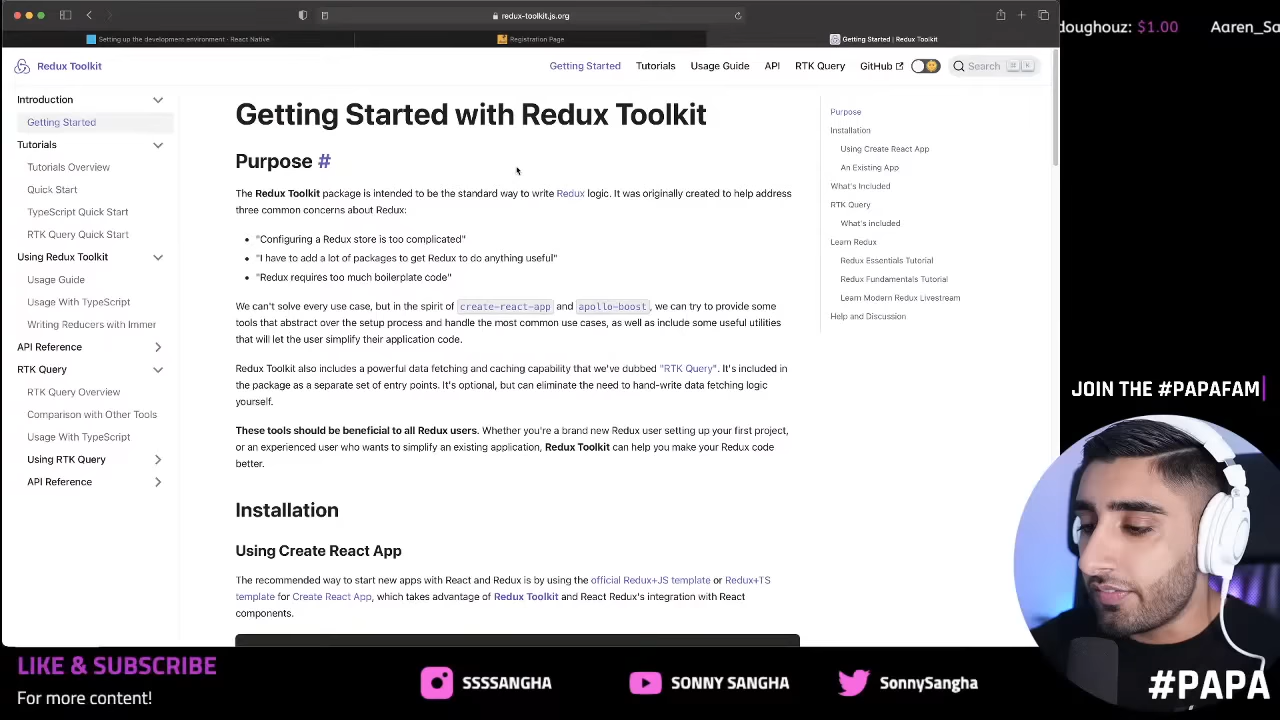 redux-toolkit.js.org
doughouz: $1.00 Aaren_Sa
Setting up the development environment · React Native
Registration Page
Getting Started | Redux Toolkit
Redux Toolkit
Getting Started
Tutorials
Usage Guide
API
RTK Query
GitHub
Search
Introduction
Getting Started
Tutorials
Tutorials Overview
Quick Start
TypeScript Quick Start
RTK Query Quick Start
Using Redux Toolkit
Usage Guide
Usage With TypeScript
Writing Reducers with Immer
API Reference
RTK Query
RTK Query Overview
Comparison with Other Tools
Usage With TypeScript
Using RTK Query
API Reference
Getting Started with Redux Toolkit
Purpose #
The Redux Toolkit package is intended to be the standard way to write Redux logic. It was originally created to help address
three common concerns about Redux:
• "Configuring a Redux store is too complicated"
• "I have to add a lot of packages to get Redux to do anything useful"
• "Redux requires too much boilerplate code"
We can't solve every use case, but in the spirit of create-react-app and apollo-boost, we can try to provide some
tools that abstract over the setup process and handle the most common use cases, as well as include some useful utilities
that will let the user simplify their application code.
Redux Toolkit also includes a powerful data fetching and caching capability that we've dubbed "RTK Query". It's included in
the package as a separate set of entry points. It's optional, but can eliminate the need to hand-write data fetching logic
yourself.
These tools should be beneficial to all Redux users. Whether you're a brand new Redux user setting up your first project,
or an experienced user who wants to simplify an existing application, Redux Toolkit can help you make your Redux code
better.
Installation
Using Create React App
The recommended way to start new apps with React and Redux is by using the official Redux+JS template or Redux+TS
template for Create React App, which takes advantage of Redux Toolkit and React Redux's integration with React
components.
Purpose
Installation
Using Create React App
An Existing App
What's Included
RTK Query
What's included
Learn Redux
Redux Essentials Tutorial
Redux Fundamentals Tutorial
Learn Modern Redux Livestream
Help and Discussion
JOIN THE #PAPAFAM
LIKE & SUBSCRIBE
For more content!
SSSSANGHA
SONNY SANGHA
SonnySangha
#PAPA